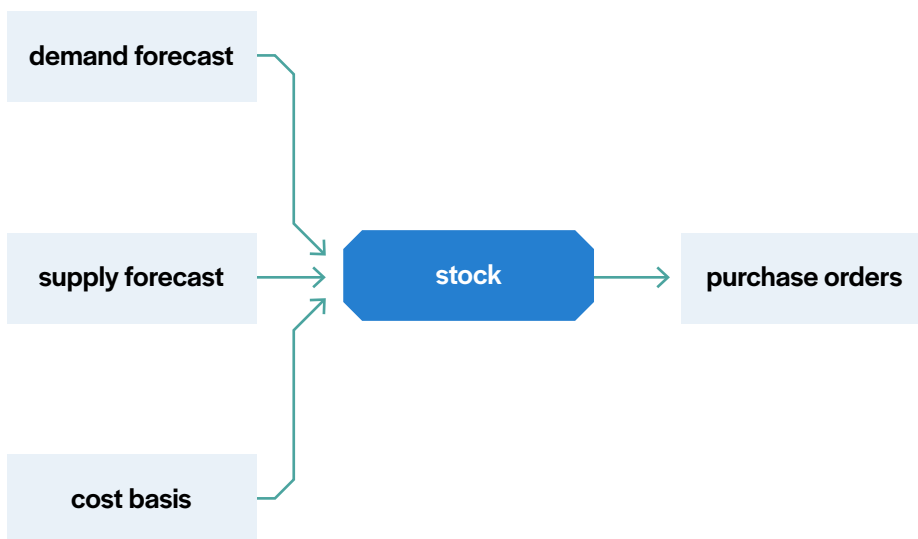 demand forecast
supply forecast
stock
purchase orders
cost basis